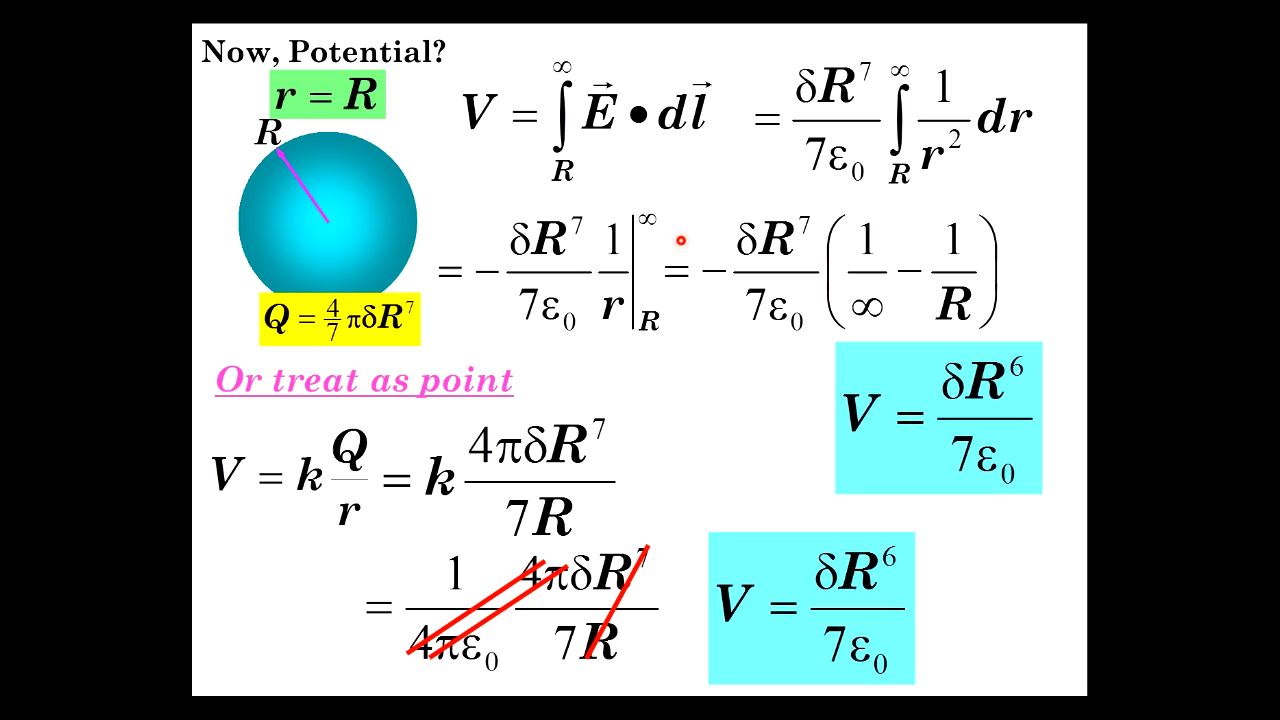 Now, Potential?
r = R
R
Q = 4/7 πδR⁷
V = ∫_R^∞ E⃗ • dl⃗ = δR⁷/7ε₀ ∫_R^∞ 1/r² dr
= − δR⁷/7ε₀ 1/r |_R^∞ = − δR⁷/7ε₀ (1/∞ − 1/R)
V = δR⁶/7ε₀
Or treat as point
V = k Q/r = k 4πδR⁷/7R
= 1/4πε₀ 4πδR⁷/7R
V = δR⁶/7ε₀